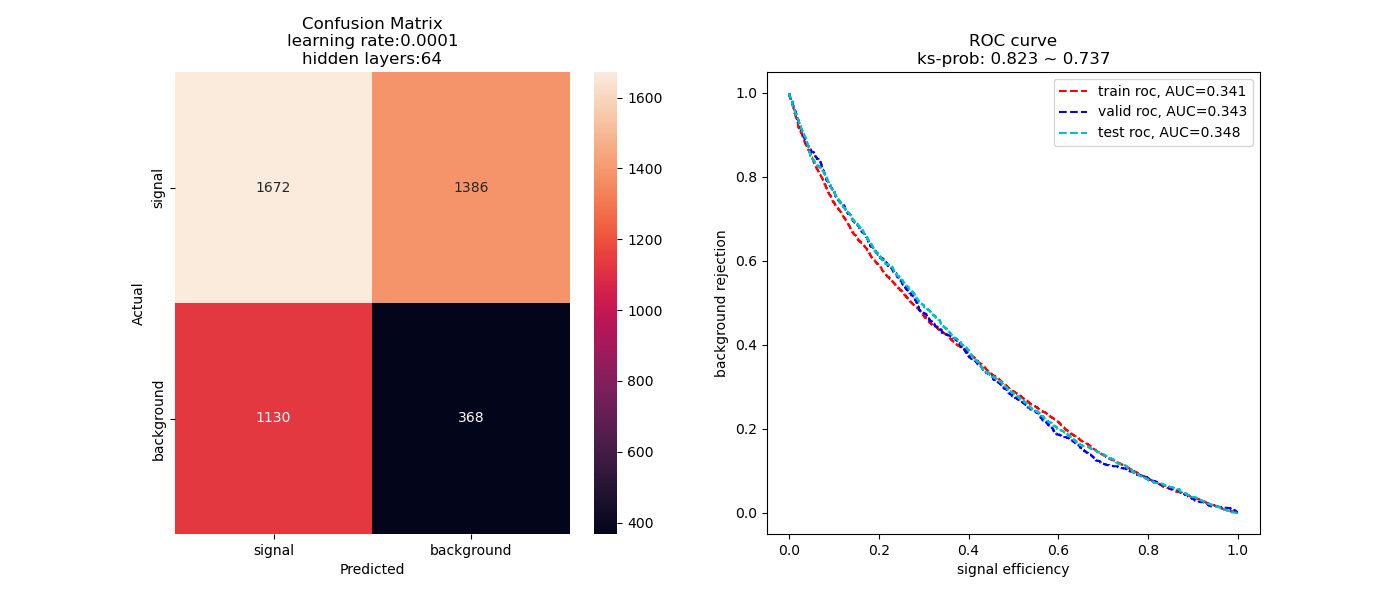 Confusion Matrix
learning rate:0.0001
hidden layers:64
signal
background
Actual
1672
1386
1130
368
signal
background
Predicted
1600
1400
1200
1000
800
600
400
ROC curve
ks-prob: 0.823 ~ 0.737
train roc, AUC=0.341
valid roc, AUC=0.343
test roc, AUC=0.348
background rejection
1.0
0.8
0.6
0.4
0.2
0.0
0.0
0.2
0.4
0.6
0.8
1.0
signal efficiency